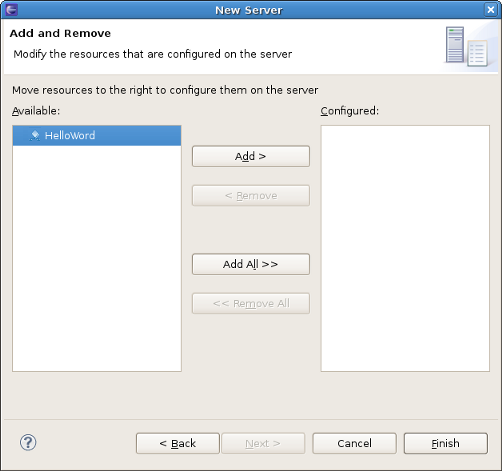 New Server
Add and Remove
Modify the resources that are configured on the server
Move resources to the right to configure them on the server
Available:
Configured:
HelloWord
Add >
< Remove
Add All >>
<< Remove All
?
< Back
Next >
Cancel
Finish